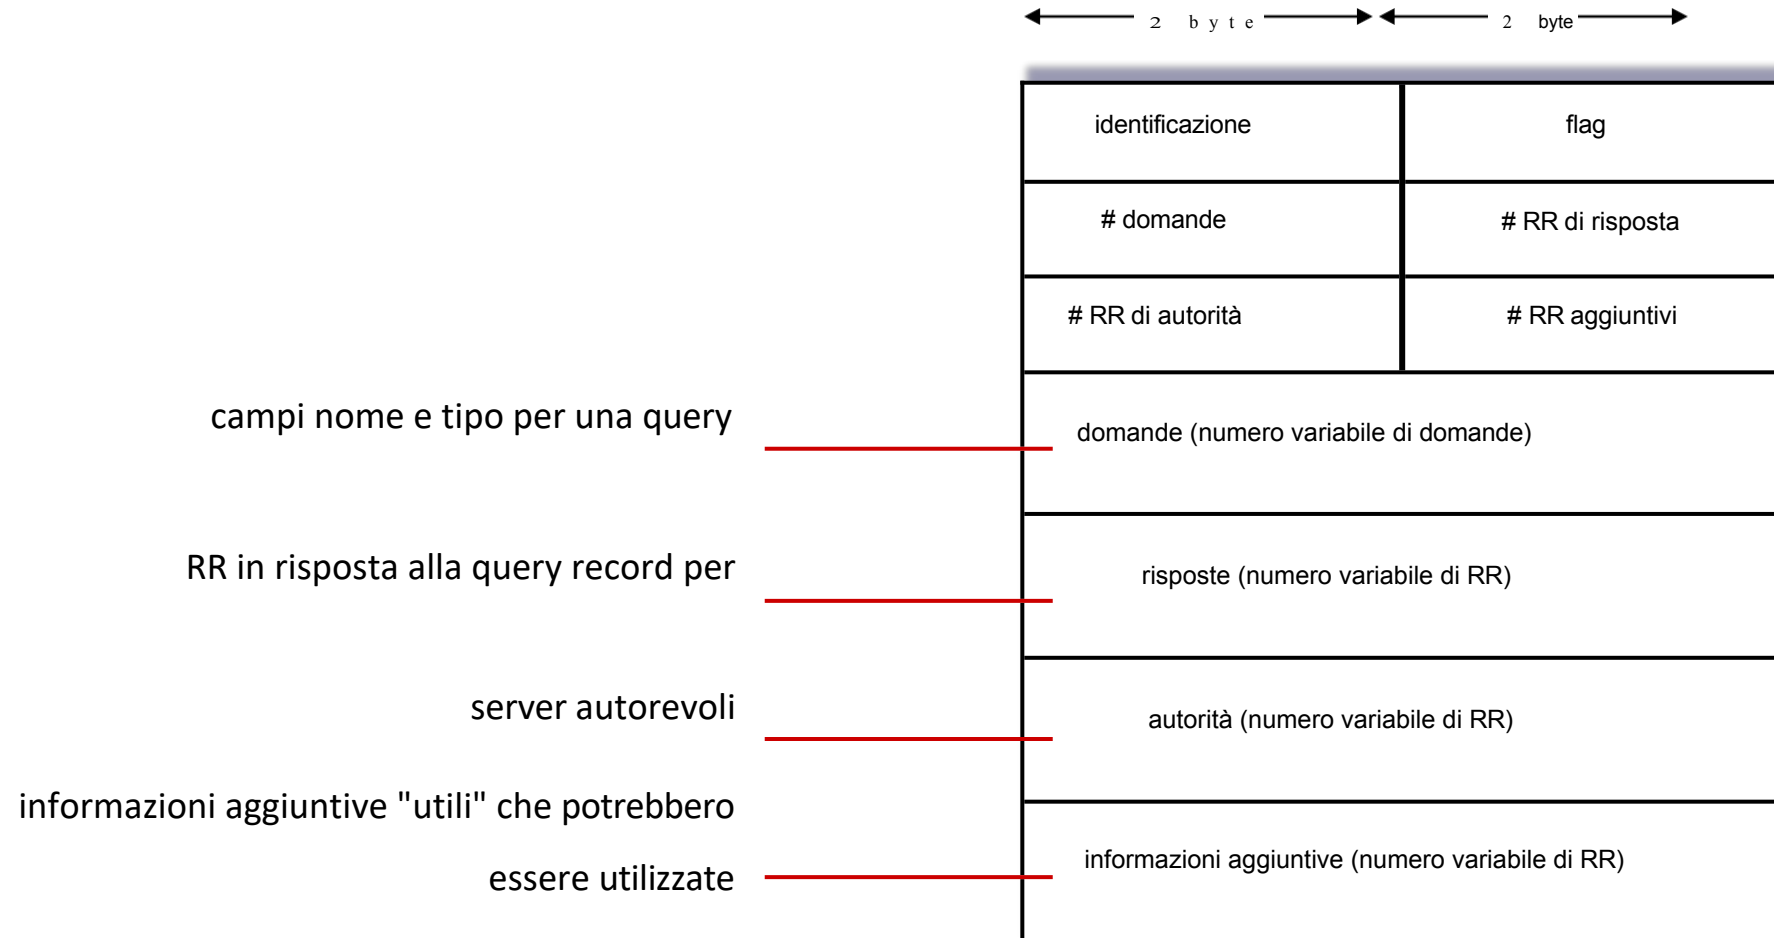 2 byte 2 byte
identificazione flag
# domande # RR di risposta
# RR di autorità # RR aggiuntivi
campi nome e tipo per una query
domande (numero variabile di domande)
RR in risposta alla query record per
risposte (numero variabile di RR)
server autorevoli
autorità (numero variabile di RR)
informazioni aggiuntive "utili" che potrebbero
essere utilizzate
informazioni aggiuntive (numero variabile di RR)